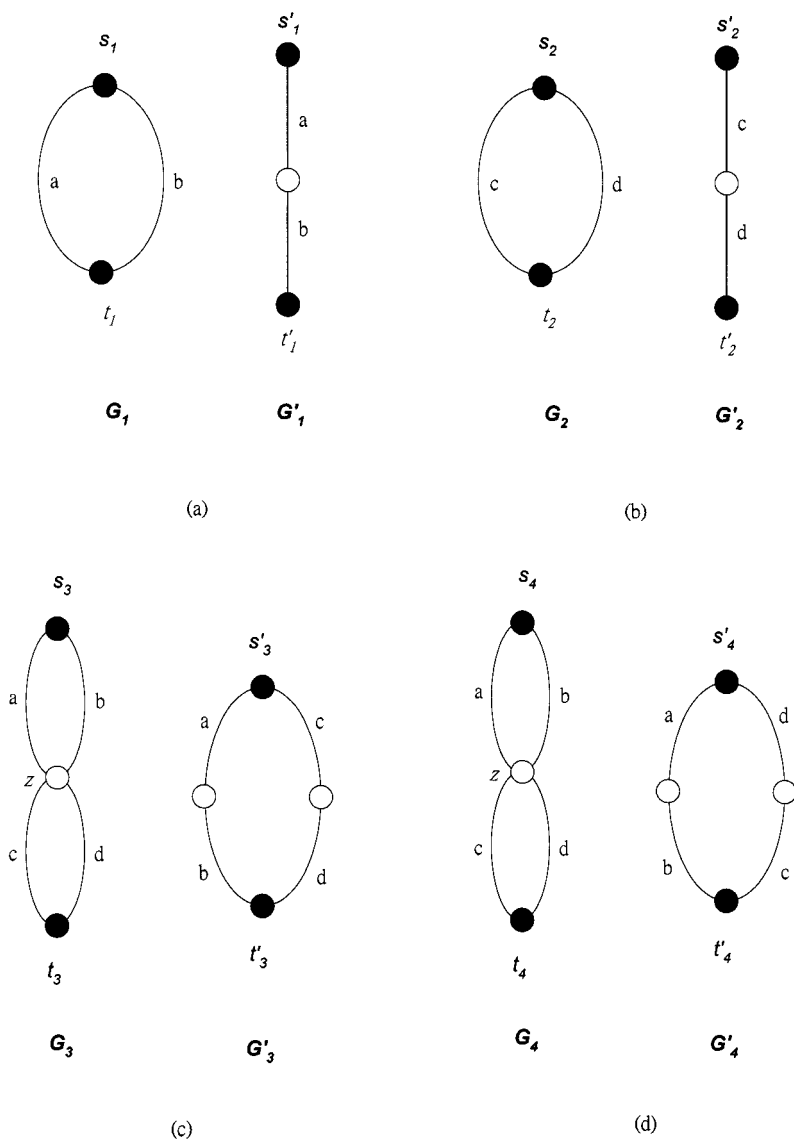 s₁ s'₁ s₂ s'₂
a c
a b c d
b d
t₁ t'₁ t₂ t'₂
G₁ G'₁ G₂ G'₂
(a) (b)
s₃ s₄
s'₃ s'₄
a b a c a b a d
z z
c d b d c d b c
t₃ t'₃ t₄ t'₄
G₃ G'₃ G₄ G'₄
(c) (d)